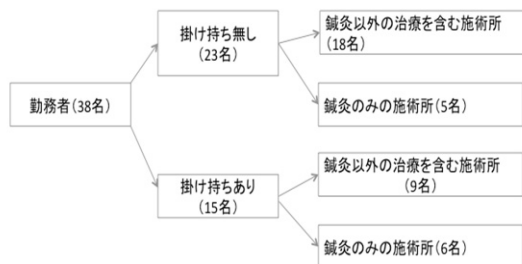 勤務者(38名)
掛け持ち無し
(23名)
鍼灸以外の治療を含む施術所
(18名)
鍼灸のみの施術所(5名)
掛け持ちあり
(15名)
鍼灸以外の治療を含む施術所
(9名)
鍼灸のみの施術所(6名)